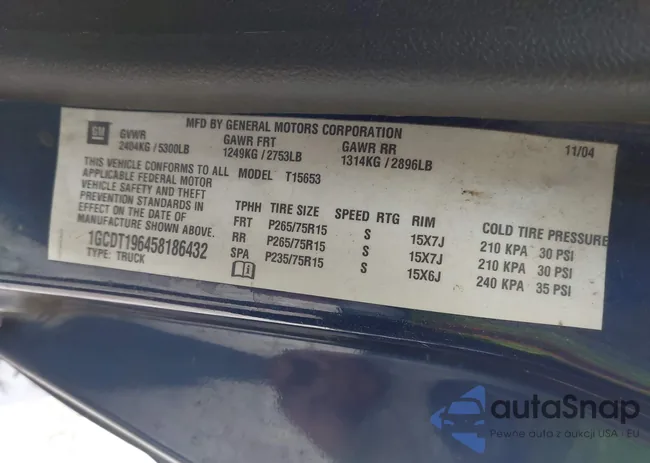 MFD BY GENERAL MOTORS CORPORATION
GM GVWR GAWR FRT GAWR RR 11/04
2404KG / 5300LB 1249KG / 2753LB 1314KG / 2896LB
THIS VEHICLE CONFORMS TO ALL MODEL T15653
APPLICABLE FEDERAL MOTOR
VEHICLE SAFETY AND THEFT
PREVENTION STANDARDS IN
EFFECT ON THE DATE OF
MANUFACTURE SHOWN ABOVE.
1GCDT196458186432
TYPE: TRUCK
TPHH TIRE SIZE SPEED RTG RIM COLD TIRE PRESSURE
FRT P265/75R15 S 15X7J 210 KPA 30 PSI
RR P265/75R15 S 15X7J 210 KPA 30 PSI
SPA P235/75R15 S 15X6J 240 KPA 35 PSI
autaSnap
Pewne auto z aukcji USA - EU